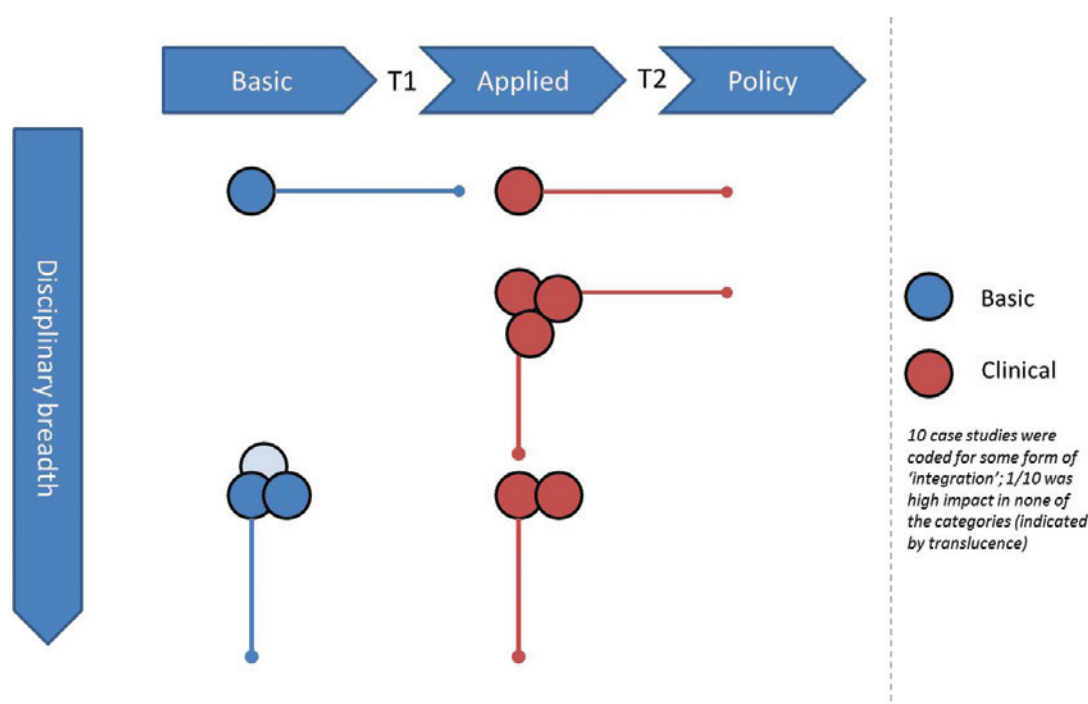 Basic
T1
Applied
T2
Policy
Disciplinary breadth
Basic
Clinical
10 case studies were
coded for some form of
‘integration’; 1/10 was
high impact in none of
the categories (indicated
by translucence)